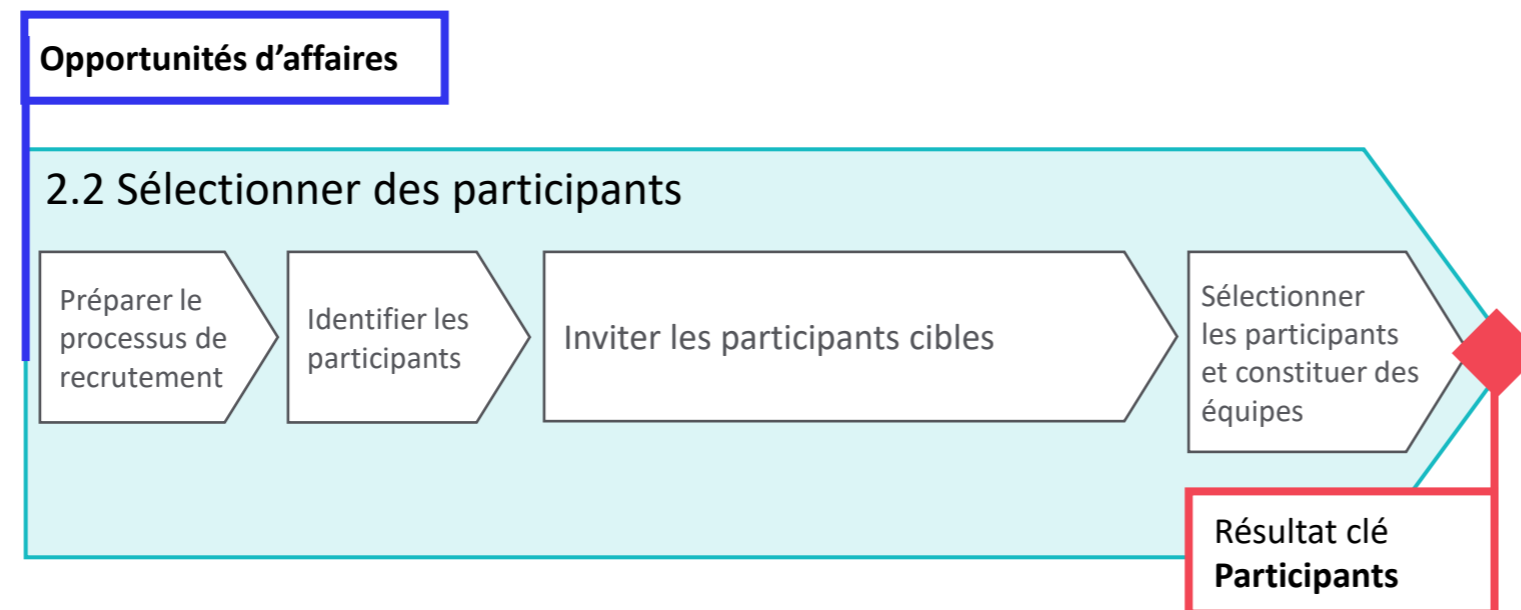 Opportunités d’affaires
2.2 Sélectionner des participants
Préparer le
processus de
recrutement
Identifier les
participants
Inviter les participants cibles
Sélectionner
les participants
et constituer des
équipes
Résultat clé
Participants